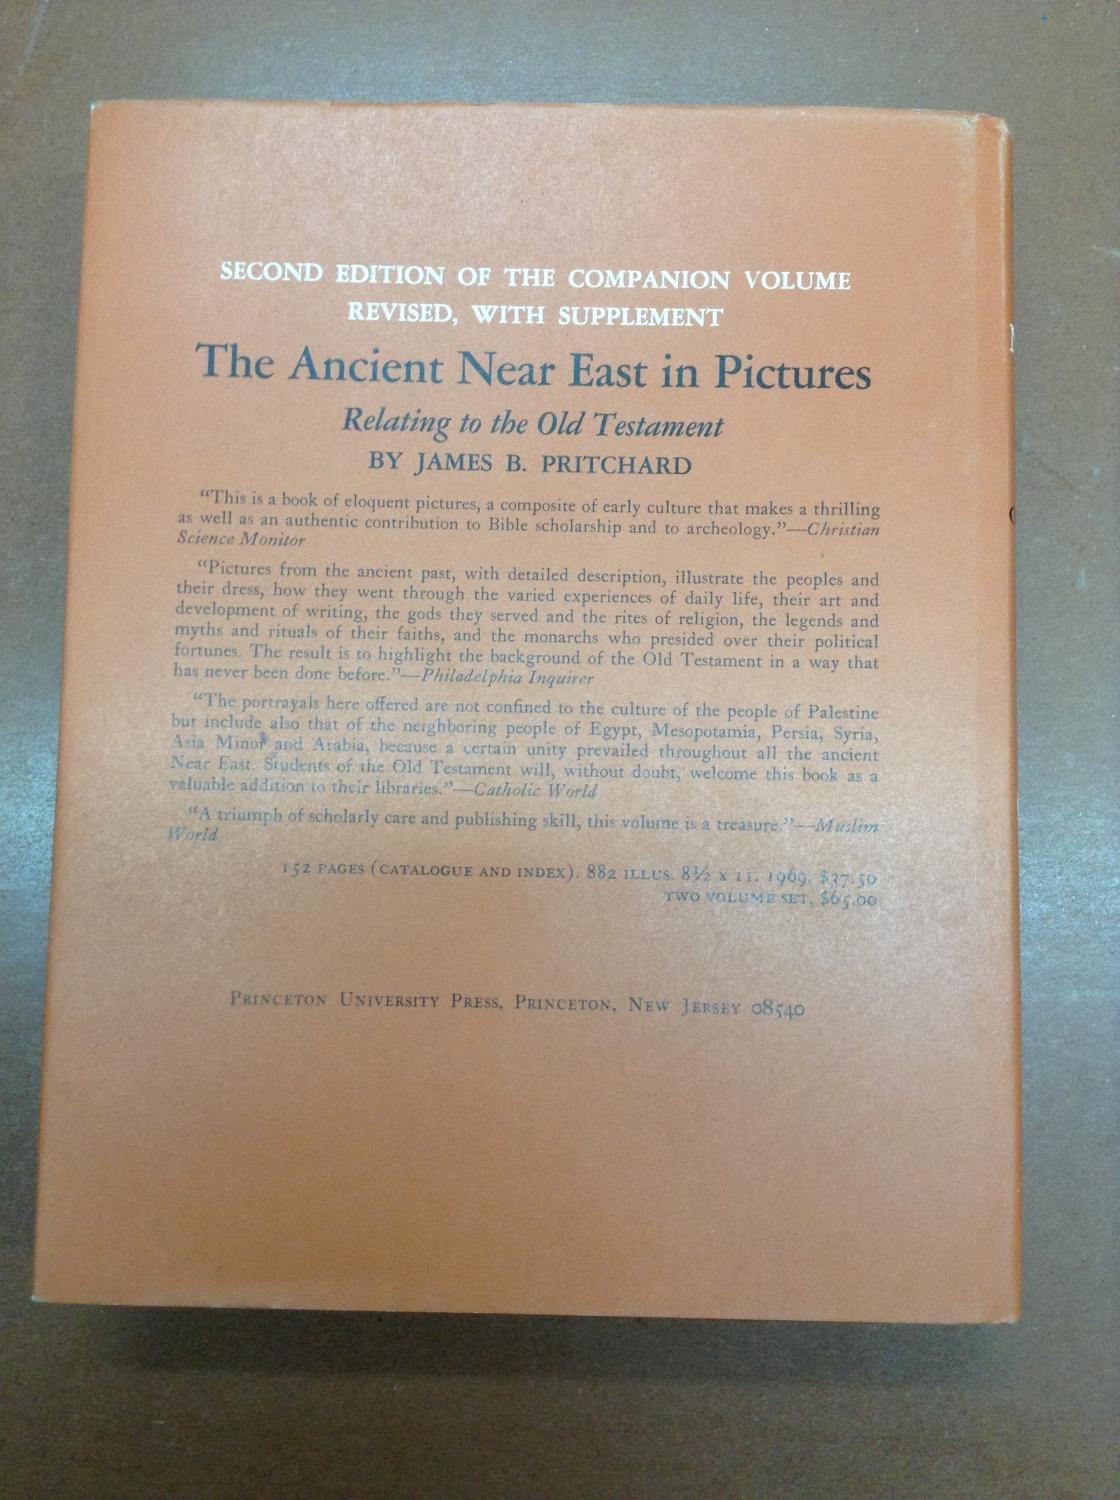 SECOND EDITION OF THE COMPANION VOLUME
REVISED, WITH SUPPLEMENT
The Ancient Near East in Pictures
Relating to the Old Testament
BY JAMES B. PRITCHARD
“This is a book of eloquent pictures, a composite of early culture that makes a thrilling
as well as an authentic contribution to Bible scholarship and to archeology.”—Christian
Science Monitor
“Pictures from the ancient past, with detailed description, illustrate the peoples and
their dress, how they went through the varied experiences of daily life, their art and
development of writing, the gods they served and the rites of religion, the legends and
myths and rituals of their faiths, and the monarchs who presided over their political
fortunes. The result is to highlight the background of the Old Testament in a way that
has never been done before.”—Philadelphia Inquirer
“The portrayals here offered are not confined to the culture of the people of Palestine
but include also that of the neighboring people of Egypt, Mesopotamia, Persia, Syria,
Asia Minor and Arabia, because a certain unity prevailed throughout all the ancient
Near East. Students of the Old Testament will, without doubt, welcome this book as a
valuable addition to their libraries.”—Catholic World
“A triumph of scholarly care and publishing skill, this volume is a treasure.”—Muslim
World
152 PAGES (CATALOGUE AND INDEX). 882 ILLUS. 8½ X 11. 1969. $37.50
TWO VOLUME SET, $65.00
PRINCETON UNIVERSITY PRESS, PRINCETON, NEW JERSEY 08540